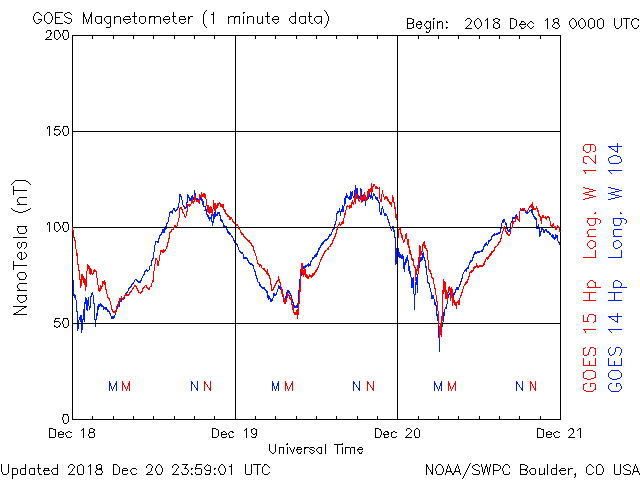 GOES Magnetometer (1 minute data)
Begin: 2018 Dec 18 0000 UTC
200
150
100
50
0
NanoTesla (nT)
M M N N M M N N M M N N
Dec 18 Dec 19 Dec 20 Dec 21
Universal Time
GOES 15 Hp Long. W 129
GOES 14 Hp Long. W 104
Updated 2018 Dec 20 23:59:01 UTC
NOAA/SWPC Boulder, CO USA